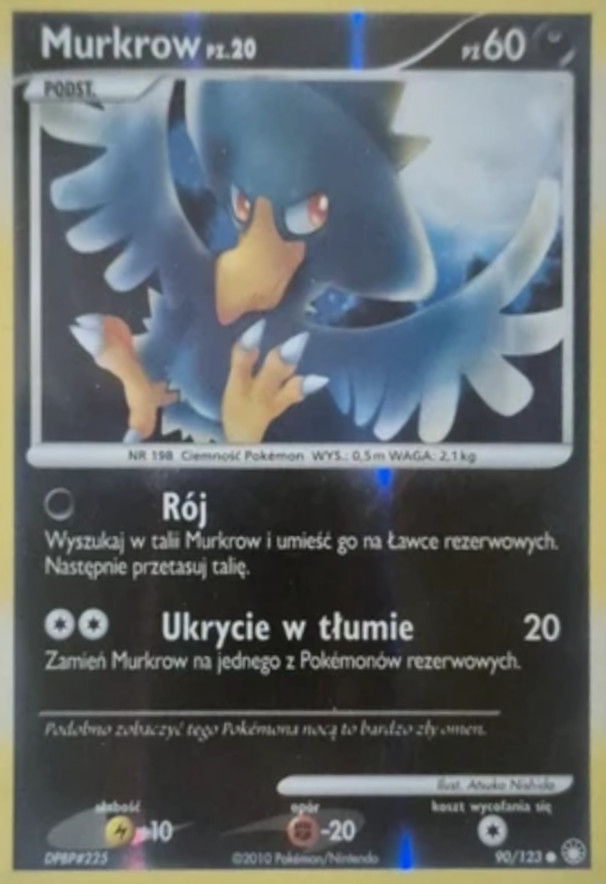 Murkrow PZ.20 PŻ 60
PODST.
NR 198 Ciemność Pokémon WYS.: 0,5 m WAGA: 2,1 kg
Rój
Wyszukaj w talii Murkrow i umieść go na Ławce rezerwowych.
Następnie przetasuj talię.
Ukrycie w tłumie 20
Zamień Murkrow na jednego z Pokémonów rezerwowych.
Podobno zobaczyć tego Pokémona nocą to bardzo zły omen.
Ilust. Atsuko Nishida
słabość opór koszt wycofania się
+10 -20
DPBP#225 ©2010 Pokémon/Nintendo 90/123